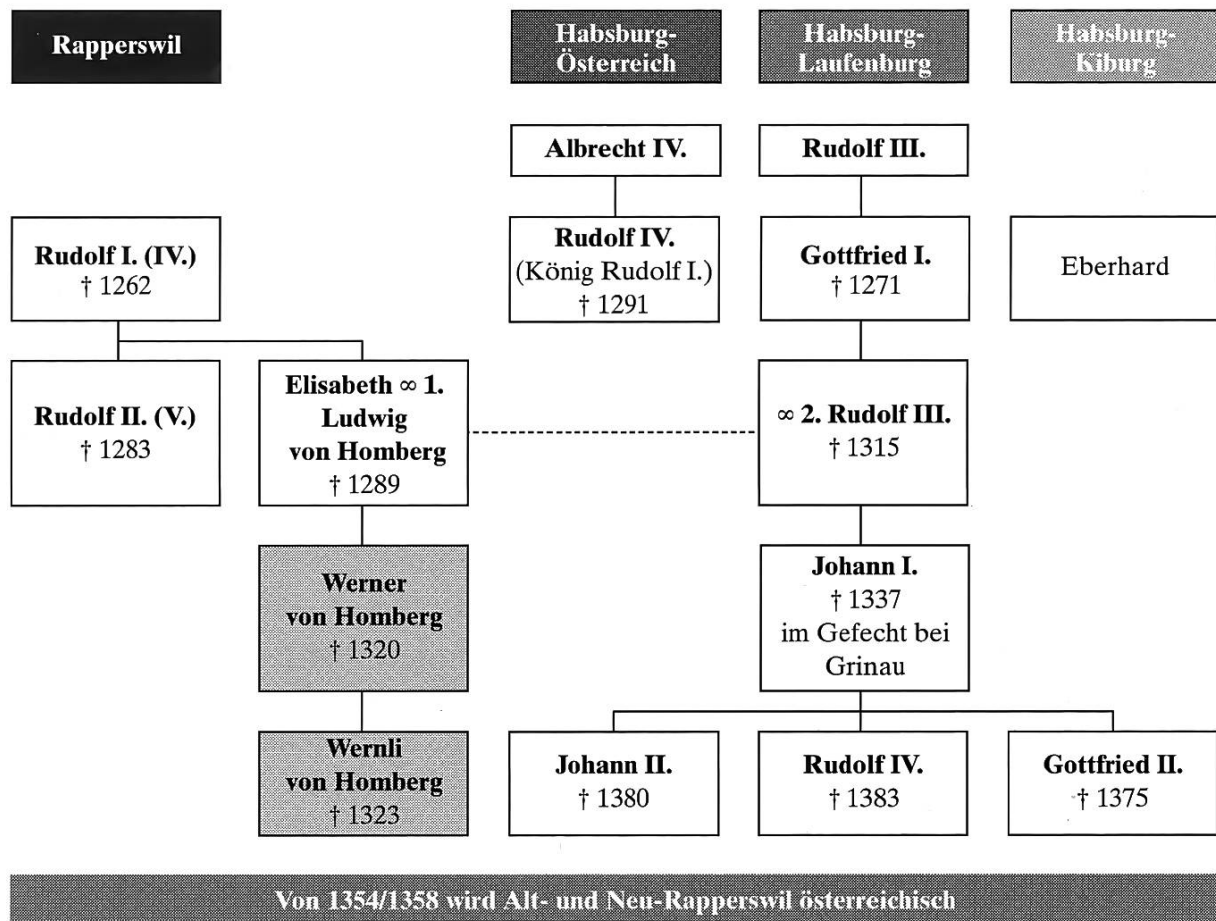 Rapperswil
Habsburg-
Österreich
Habsburg-
Laufenburg
Habsburg-
Kiburg
Albrecht IV.
Rudolf III.
Rudolf I. (IV.)
† 1262
Rudolf IV.
(König Rudolf I.)
† 1291
Gottfried I.
† 1271
Eberhard
Rudolf II. (V.)
† 1283
Elisabeth ∞ 1.
Ludwig
von Homberg
† 1289
∞ 2. Rudolf III.
† 1315
Werner
von Homberg
† 1320
Johann I.
† 1337
im Gefecht bei
Grinau
Wernli
von Homberg
† 1323
Johann II.
† 1380
Rudolf IV.
† 1383
Gottfried II.
† 1375
Von 1354/1358 wird Alt- und Neu-Rapperswil österreichisch